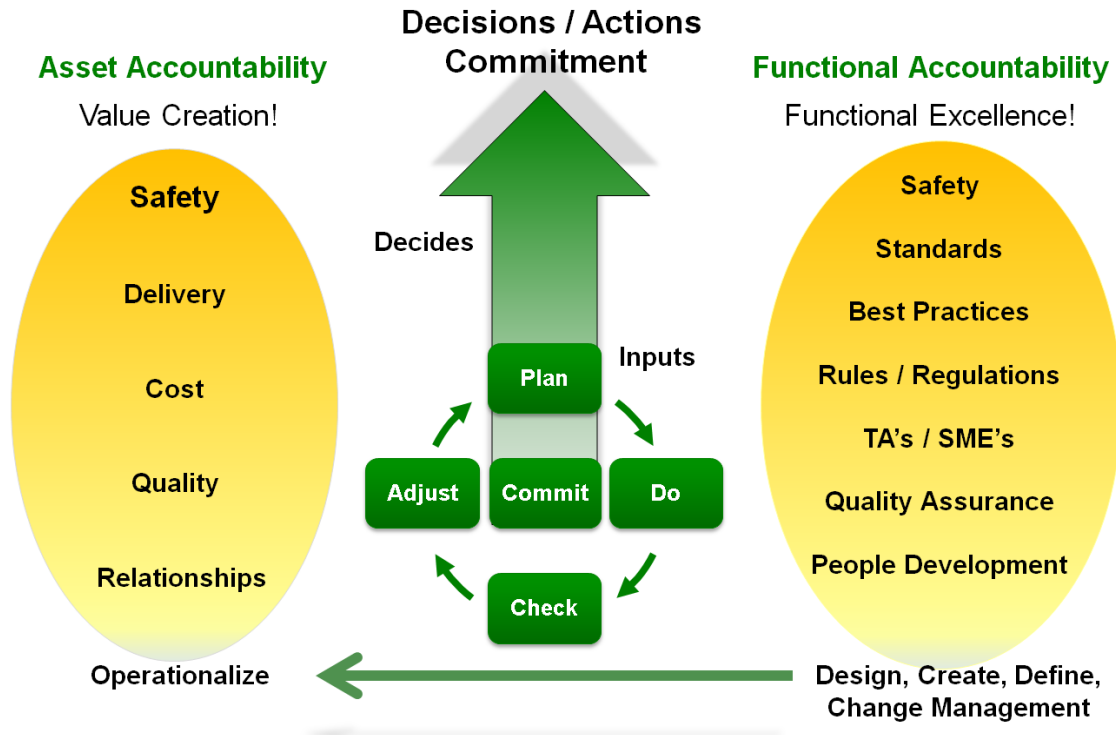 Decisions / Actions
Commitment
Asset Accountability
Value Creation!
Safety
Delivery
Cost
Quality
Relationships
Operationalize
Decides
Inputs
Plan
Adjust
Commit
Do
Check
Functional Accountability
Functional Excellence!
Safety
Standards
Best Practices
Rules / Regulations
TA's / SME's
Quality Assurance
People Development
Design, Create, Define,
Change Management